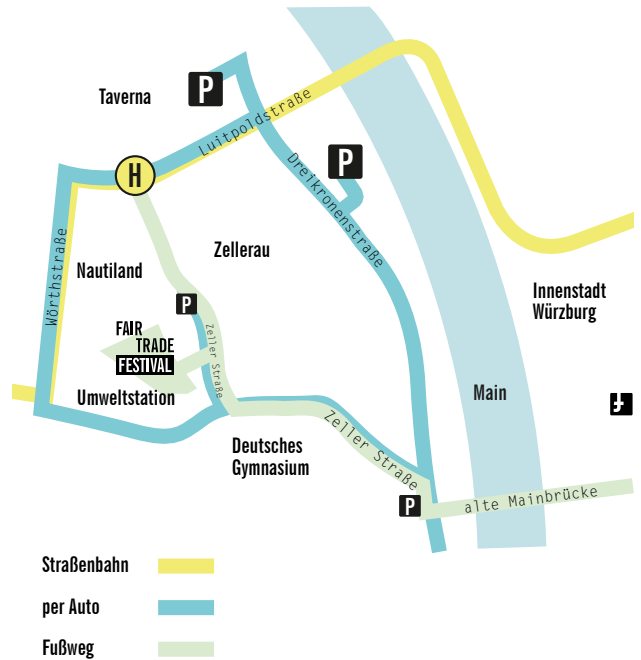 Taverna
P
Luitpoldstraße
P
H
Dreikronenstraße
Wörthstraße
Nautiland
Zellerau
P
Innenstadt
Würzburg
FAIR
TRADE
FESTIVAL
Zeller Straße
Umweltstation
Main
Deutsches
Gymnasium
Zeller Straße
P
alte Mainbrücke
Straßenbahn
per Auto
Fußweg